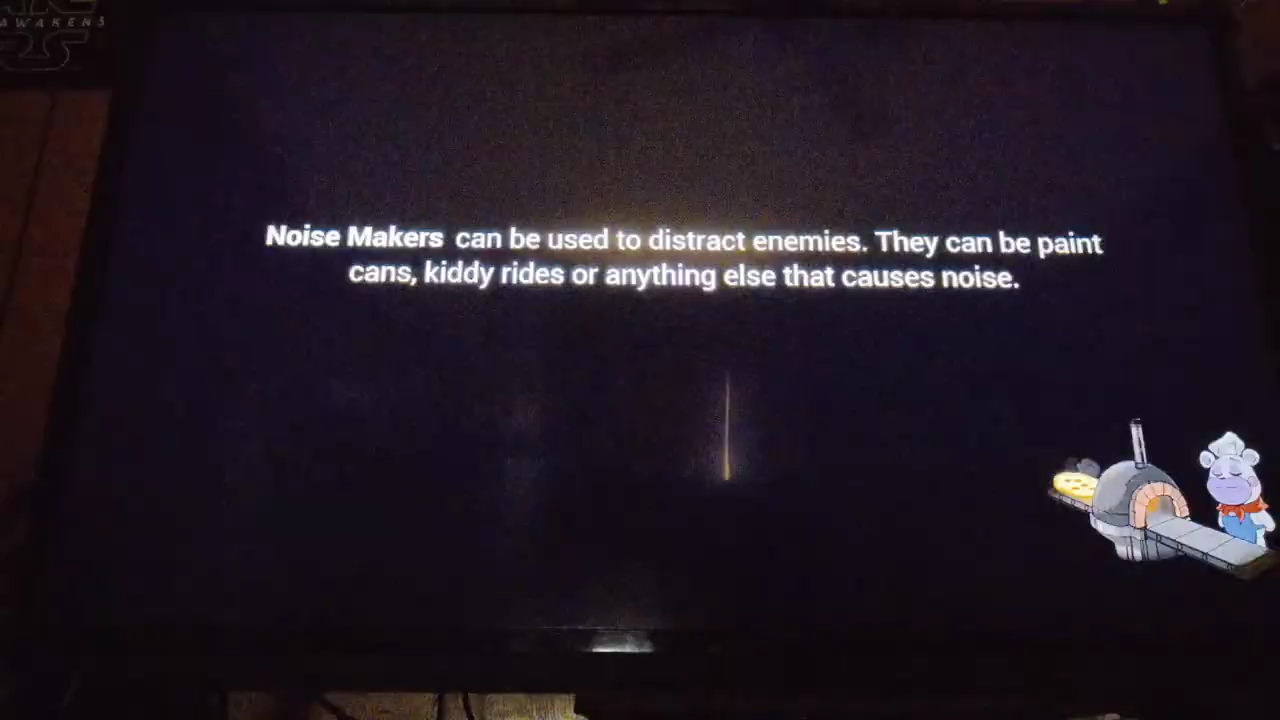 AWAKENS
Noise Makers can be used to distract enemies. They can be paint
cans, kiddy rides or anything else that causes noise.